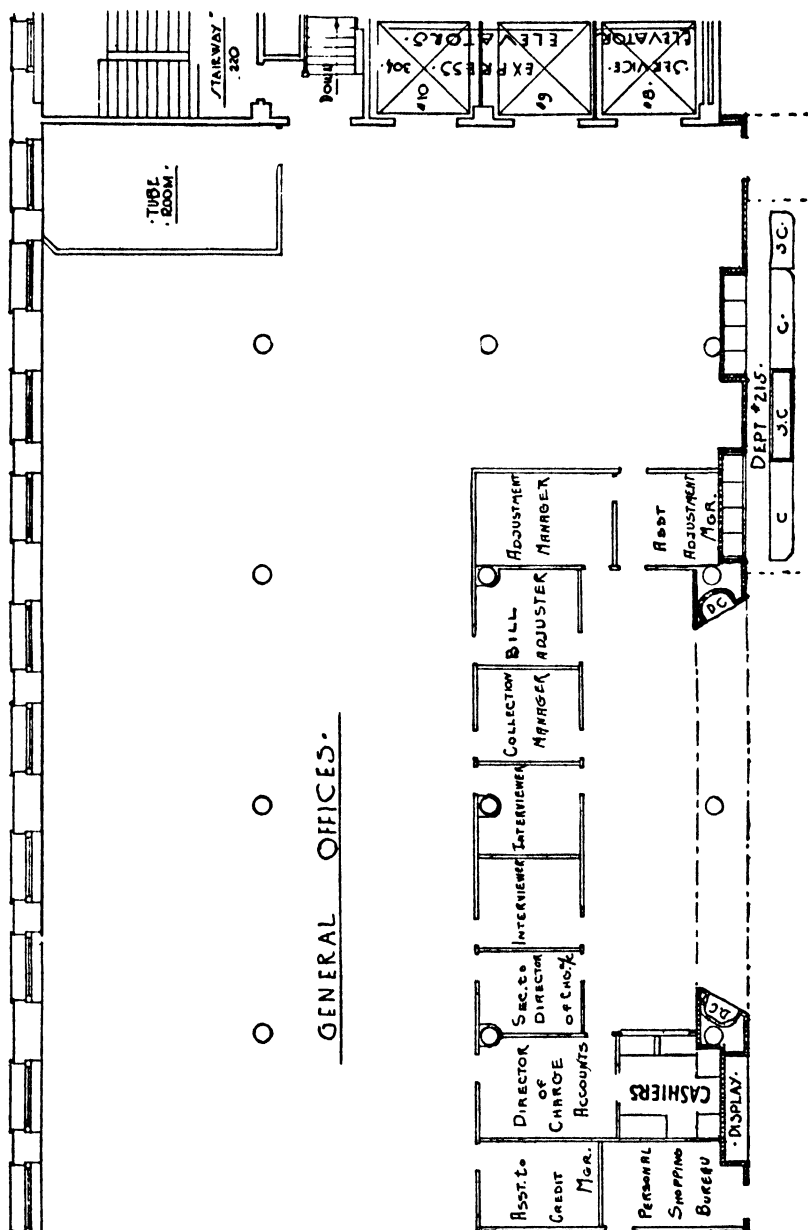 STAIRWAY
220
DOWN
ELEVATORS.
EXPRESS
304.
#10
#9
ELEVATOR
SERVICE.
#8.
.TUBE
.ROOM.
S C.
C.
S.C
C
DEPT #215.
ADJUSTMENT
MANAGER
ASST
ADJUSTMENT
MGR.
BILL
ADJUSTER
DC
COLLECTION
MANAGER
INTERVIEWER
INTERVIEWER
GENERAL OFFICES.
SEC. to
DIRECTOR
OF CHG. A/C
D.C
DIRECTOR
OF
CHARGE
ACCOUNTS
CASHIERS
.DISPLAY.
ASST. to
CREDIT
MGR.
PERSONAL
SHOPPING
BUREAU